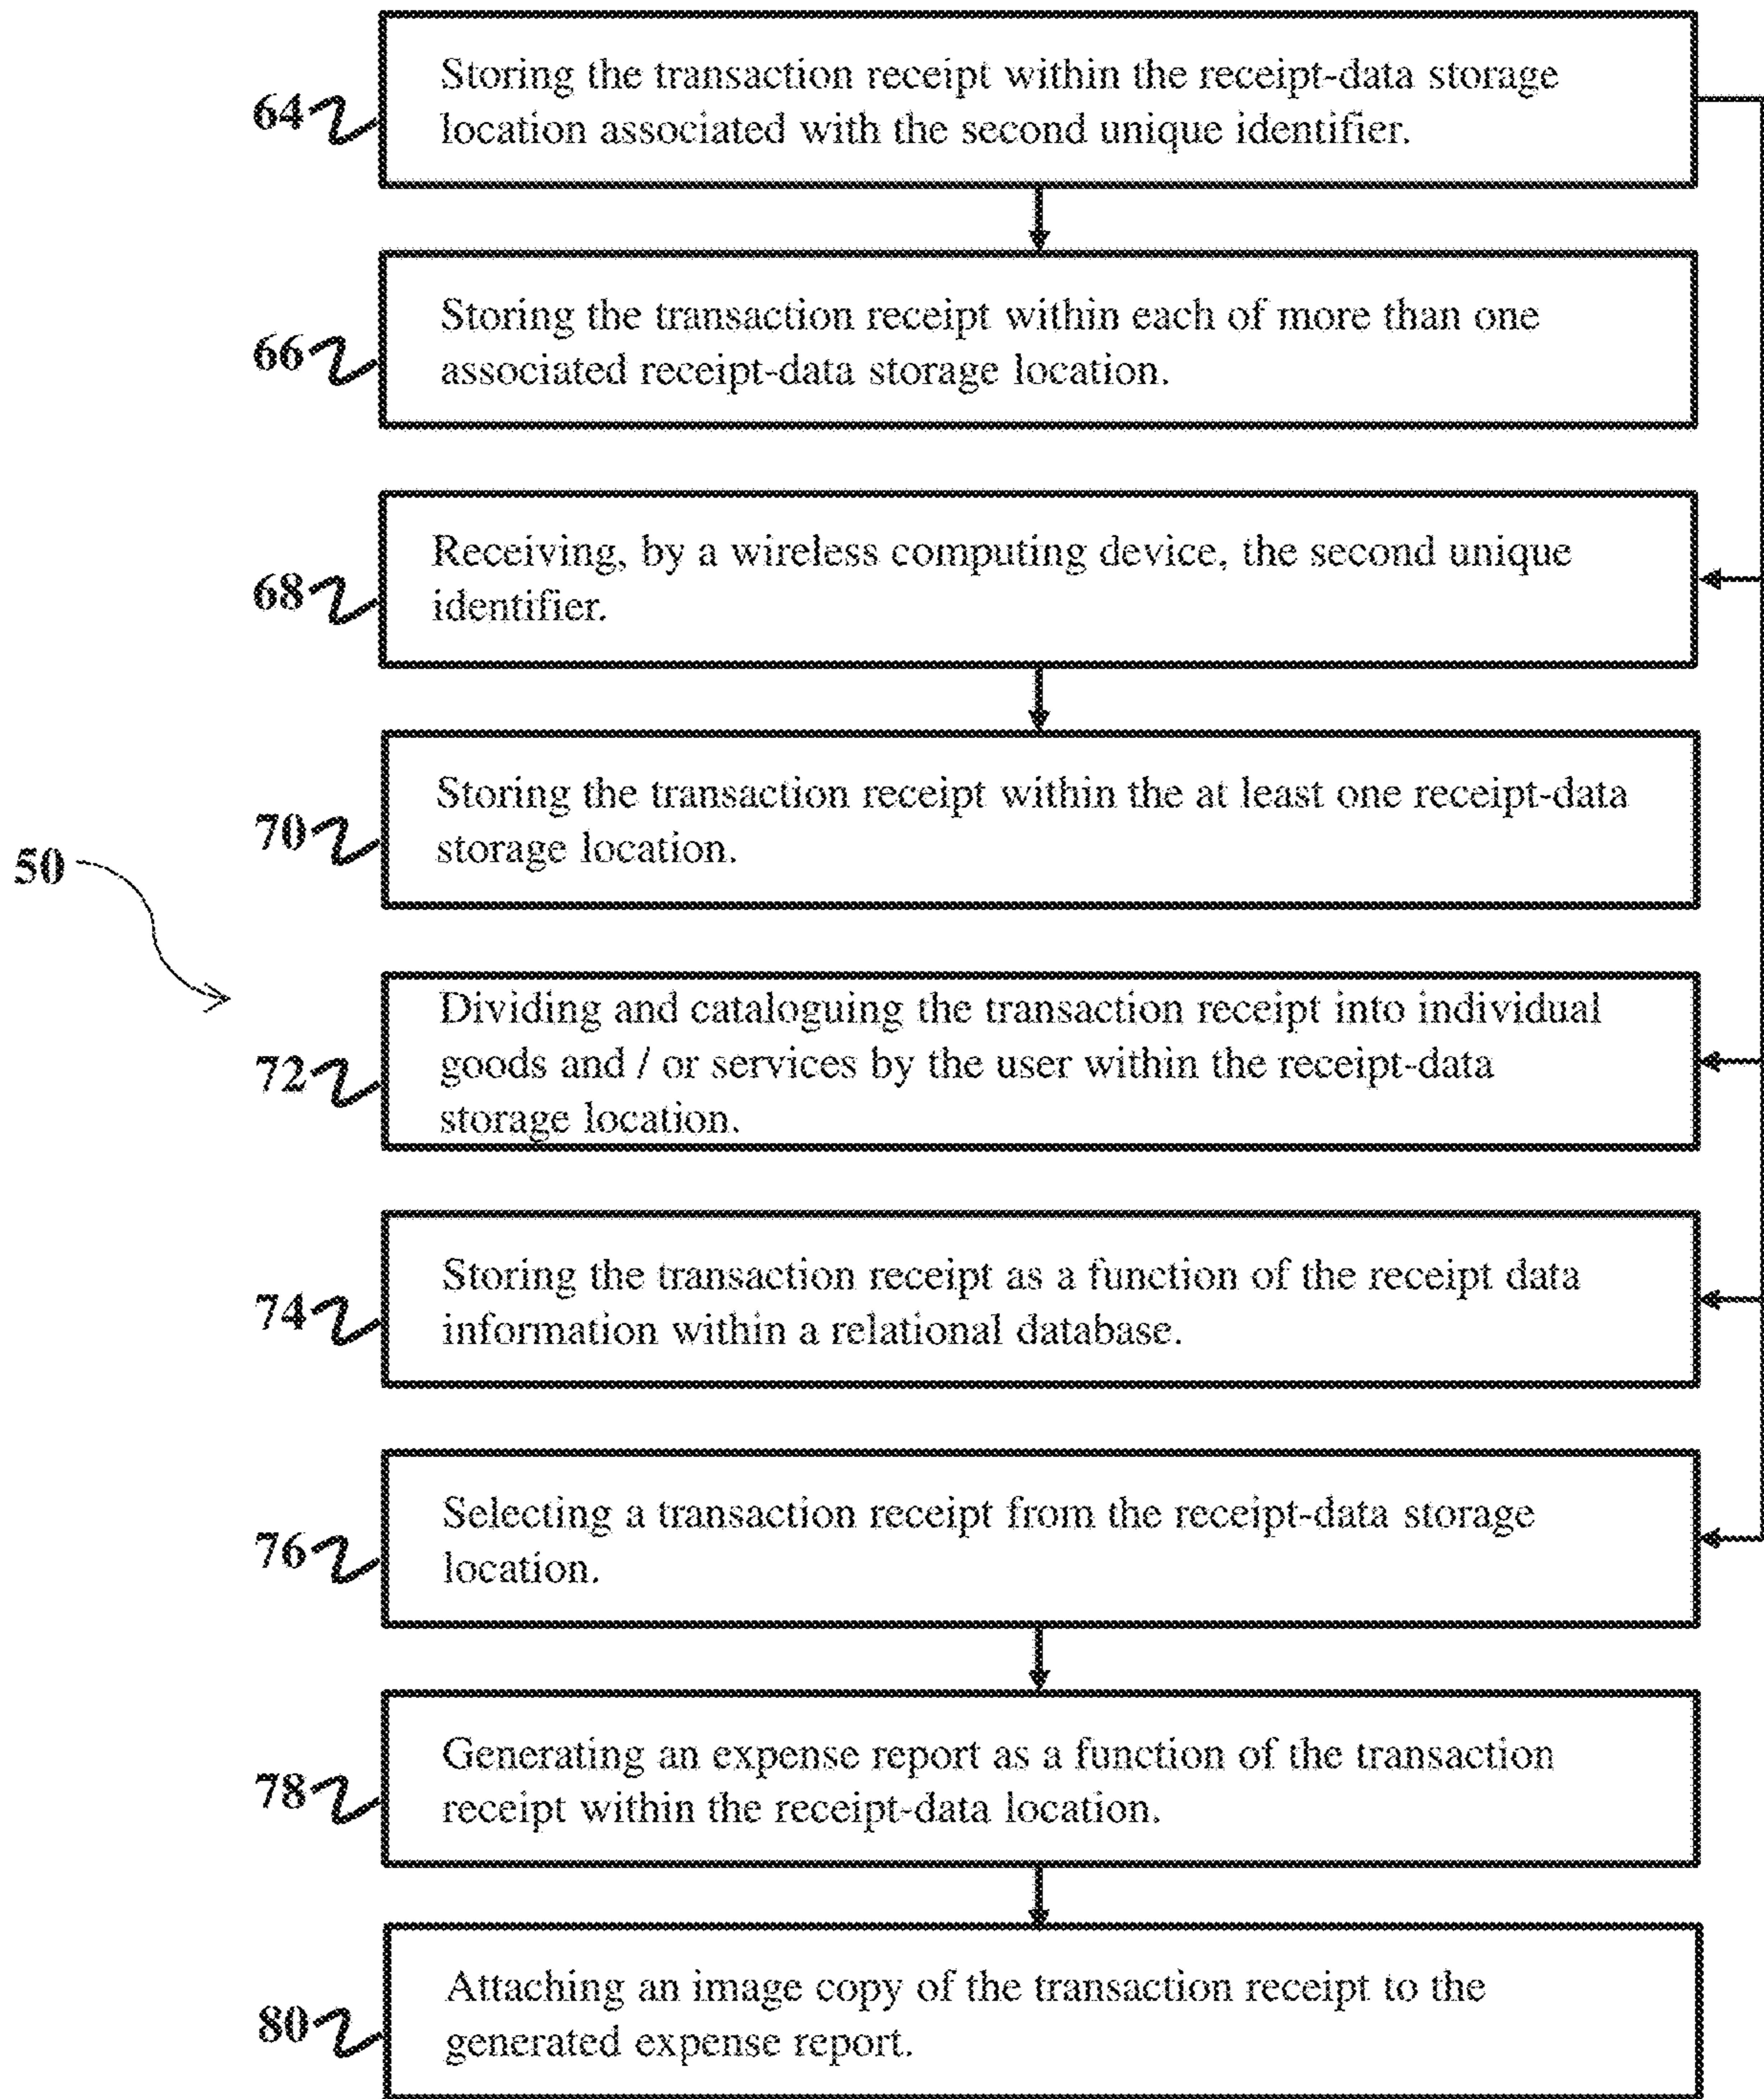 64
Storing the transaction receipt within the receipt-data storage
location associated with the second unique identifier.
66
Storing the transaction receipt within each of more than one
associated receipt-data storage location.
68
Receiving, by a wireless computing device, the second unique
identifier.
70
Storing the transaction receipt within the at least one receipt-data
storage location.
50
72
Dividing and cataloguing the transaction receipt into individual
goods and / or services by the user within the receipt-data
storage location.
74
Storing the transaction receipt as a function of the receipt data
information within a relational database.
76
Selecting a transaction receipt from the receipt-data storage
location.
78
Generating an expense report as a function of the transaction
receipt within the receipt-data location.
80
Attaching an image copy of the transaction receipt to the
generated expense report.